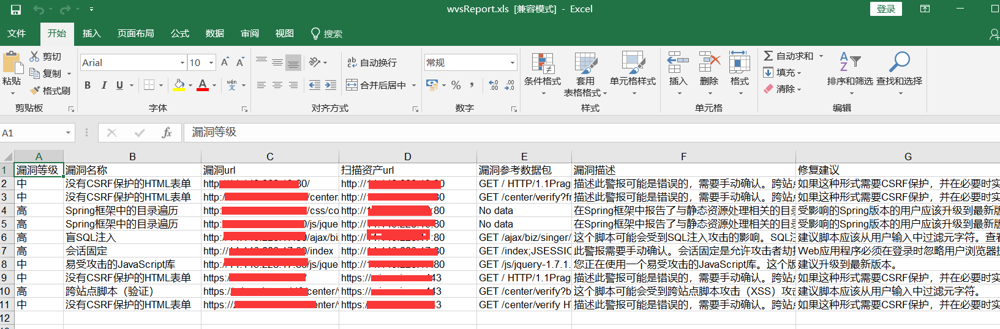 wvsReport.xls [兼容模式] - Excel
登录
文件 开始 插入 页面布局 公式 数据 审阅 视图 搜索
粘贴 剪切 复制 格式刷
剪贴板
Arial 10
B I U wén 文
字体
ab c 自动换行
合并后居中
对齐方式
常规
% , .00 .0
数字
条件格式 套用 表格格式 单元格样式
样式
插入 删除 格式
单元格
自动求和 填充 清除
排序和筛选 查找和选择
编辑
A1 fx 漏洞等级
A B C D E F G
1 漏洞等级 漏洞名称 漏洞url 扫描资产url 漏洞参考数据包 漏洞描述 修复建议
2 中 没有CSRF保护的HTML表单 GET / HTTP/1.1Prag 描述此警报可能是错误的，需要手动确认。跨站点 如果这种形式需要CSRF保护，并在必要时实
3 中 没有CSRF保护的HTML表单 http: /center http:// 80 GET /center/verify?fr 描述此警报可能是错误的，需要手动确认。跨站点 如果这种形式需要CSRF保护，并在必要时实
4 高 Spring框架中的目录遍历 http: /css/co http:// :80 No data 在Spring框架中报告了与静态资源处理相关的目录 受影响的Spring版本的用户应该升级到最新版
5 高 Spring框架中的目录遍历 http: /js/jque http:// :80 No data 在Spring框架中报告了与静态资源处理相关的目录 受影响的Spring版本的用户应该升级到最新版
6 高 盲SQL注入 http: /ajax/bi http:// :80 GET /ajax/biz/singer/ 这个脚本可能会受到SQL注入攻击的影响。SQL注 建议脚本应该从用户输入中过滤元字符。查看
7 高 会话固定 http:// /index http:// GET /index;JSESSIO 此警报需要手动确认。会话固定是允许攻击者劫持 Web应用程序必须在登录时忽略用户浏览器提
8 中 易受攻击的JavaScript库 http: /js/jque http:// :80 GET /js/jquery-1.7.1. 您正在使用一个易受攻击的JavaScript库。这个版 建议升级到最新版本。
9 中 没有CSRF保护的HTML表单 https: / https:// 443 GET / HTTP/1.1Prag 描述此警报可能是错误的，需要手动确认。跨站点 如果这种形式需要CSRF保护，并在必要时实
10 高 跨站点脚本（验证） https: center/ https:// 443 GET /center/verify?b 这个脚本可能会受到跨站点脚本攻击（XSS）攻击 建议脚本应该从用户输入中过滤元字符。
11 中 没有CSRF保护的HTML表单 https:// center/ https: 43 GET /center/verify HT 描述此警报可能是错误的，需要手动确认。跨站点 如果这种形式需要CSRF保护，并在必要时实
12